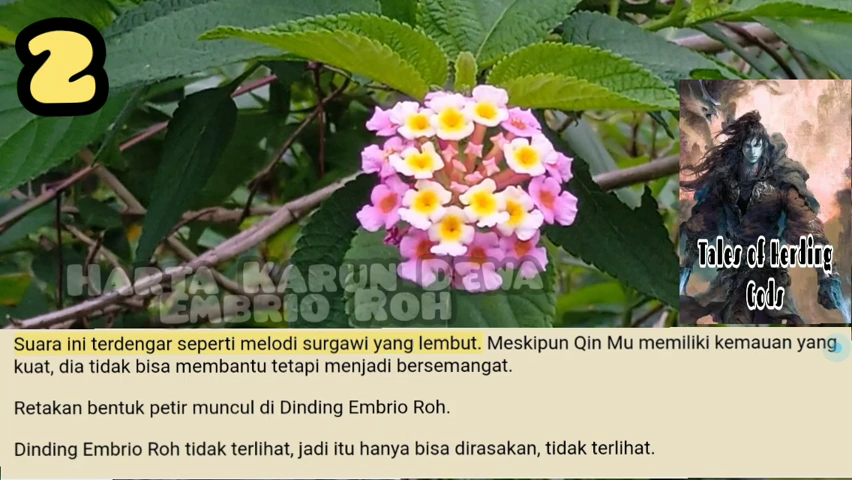 2
Tales of Herding
Gods
Harta Karun Dewa
Embrio Roh
Suara ini terdengar seperti melodi surgawi yang lembut. Meskipun Qin Mu memiliki kemauan yang
kuat, dia tidak bisa membantu tetapi menjadi bersemangat.
Retakan bentuk petir muncul di Dinding Embrio Roh.
Dinding Embrio Roh tidak terlihat, jadi itu hanya bisa dirasakan, tidak terlihat.